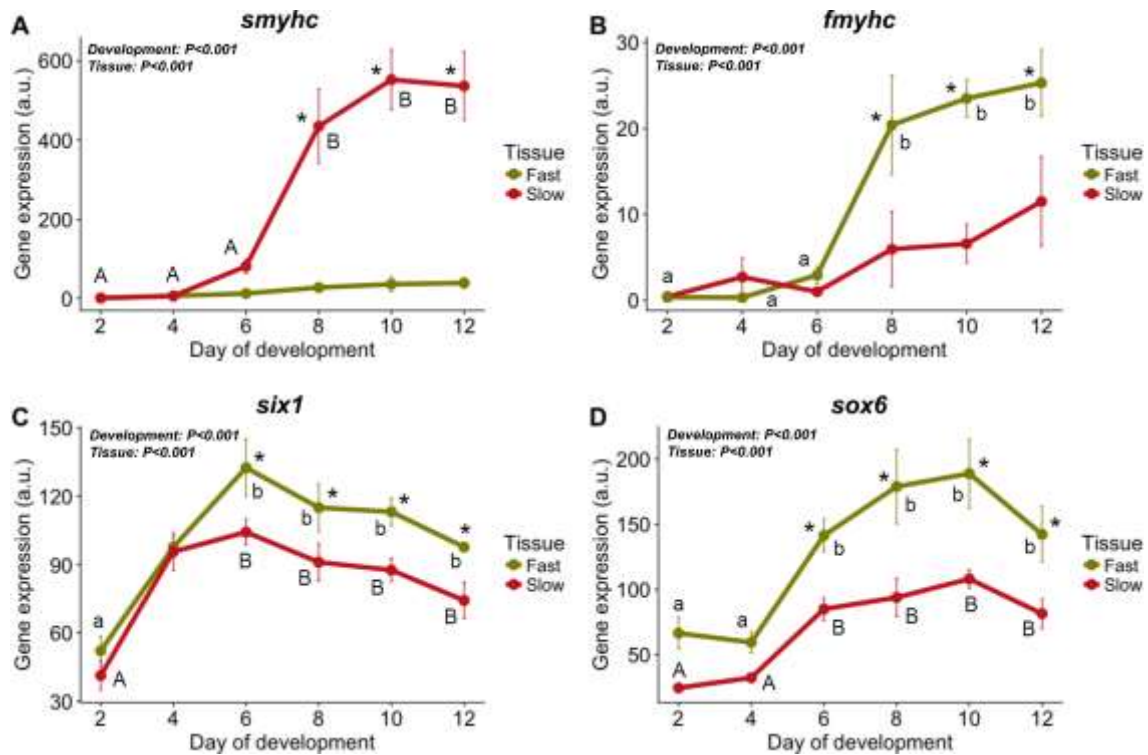 A
smyhc
Development: P<0.001
Tissue: P<0.001
Gene expression (a.u.)
600
400
200
0
A
A
A
*
B
*
B
*
B
2
4
6
8
10
12
Day of development
Tissue
Fast
Slow
B
fmyhc
Development: P<0.001
Tissue: P<0.001
Gene expression (a.u.)
30
20
10
0
a
a
a
*
b
*
b
*
b
2
4
6
8
10
12
Day of development
Tissue
Fast
Slow
C
six1
Development: P<0.001
Tissue: P<0.001
Gene expression (a.u.)
150
120
90
60
30
a
A
*
b
B
*
b
B
*
b
B
*
b
B
2
4
6
8
10
12
Day of development
Tissue
Fast
Slow
D
sox6
Development: P<0.001
Tissue: P<0.001
Gene expression (a.u.)
200
150
100
50
a
A
a
A
*
b
B
*
b
B
*
b
B
*
b
B
2
4
6
8
10
12
Day of development
Tissue
Fast
Slow